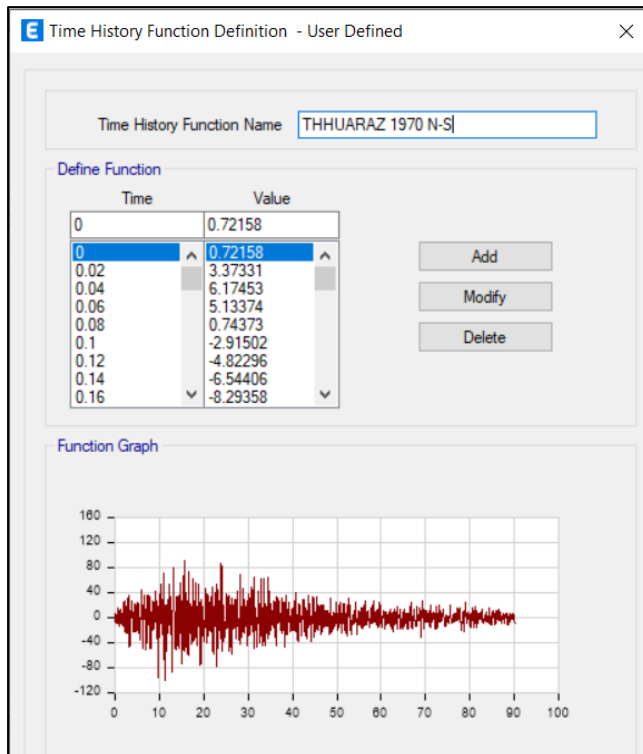 E Time History Function Definition - User Defined
Time History Function Name THHUARAZ 1970 N-S
Define Function
Time Value
0 0.72158
0 0.72158
0.02 3.37331
0.04 6.17453
0.06 5.13374
0.08 0.74373
0.1 -2.91502
0.12 -4.82296
0.14 -6.54406
0.16 -8.29358
Add
Modify
Delete
Function Graph
160
120
80
40
0
-40
-80
-120
0 10 20 30 40 50 60 70 80 90 100